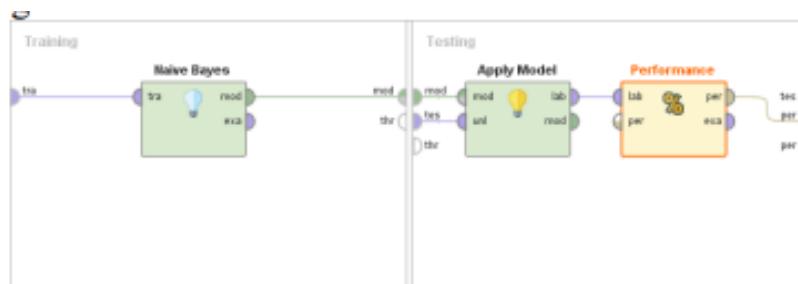 Training
Testing
Naive Bayes
Apply Model
Performance
tra
tra
mod
exa
mod
thr
mod
tes
thr
mod
unl
lab
mod
lab
per
per
exa
tes
per
per